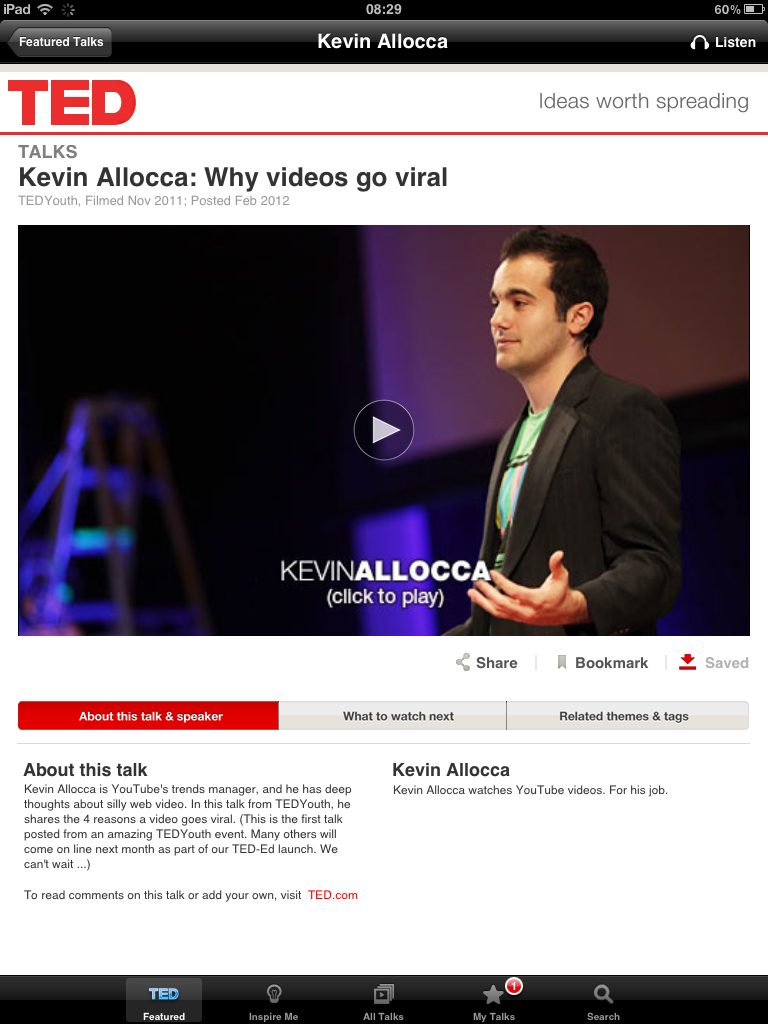 iPad 08:29 60%
Featured Talks Kevin Allocca Listen
TED Ideas worth spreading
TALKS
Kevin Allocca: Why videos go viral
TEDYouth, Filmed Nov 2011; Posted Feb 2012
KEVINALLOCCA
(click to play)
Share Bookmark Saved
About this talk & speaker What to watch next Related themes & tags
About this talk
Kevin Allocca is YouTube's trends manager, and he has deep
thoughts about silly web video. In this talk from TEDYouth, he
shares the 4 reasons a video goes viral. (This is the first talk
posted from an amazing TEDYouth event. Many others will
come on line next month as part of our TED-Ed launch. We
can't wait ...)
To read comments on this talk or add your own, visit TED.com
Kevin Allocca
Kevin Allocca watches YouTube videos. For his job.
TED 1
Featured Inspire Me All Talks My Talks Search